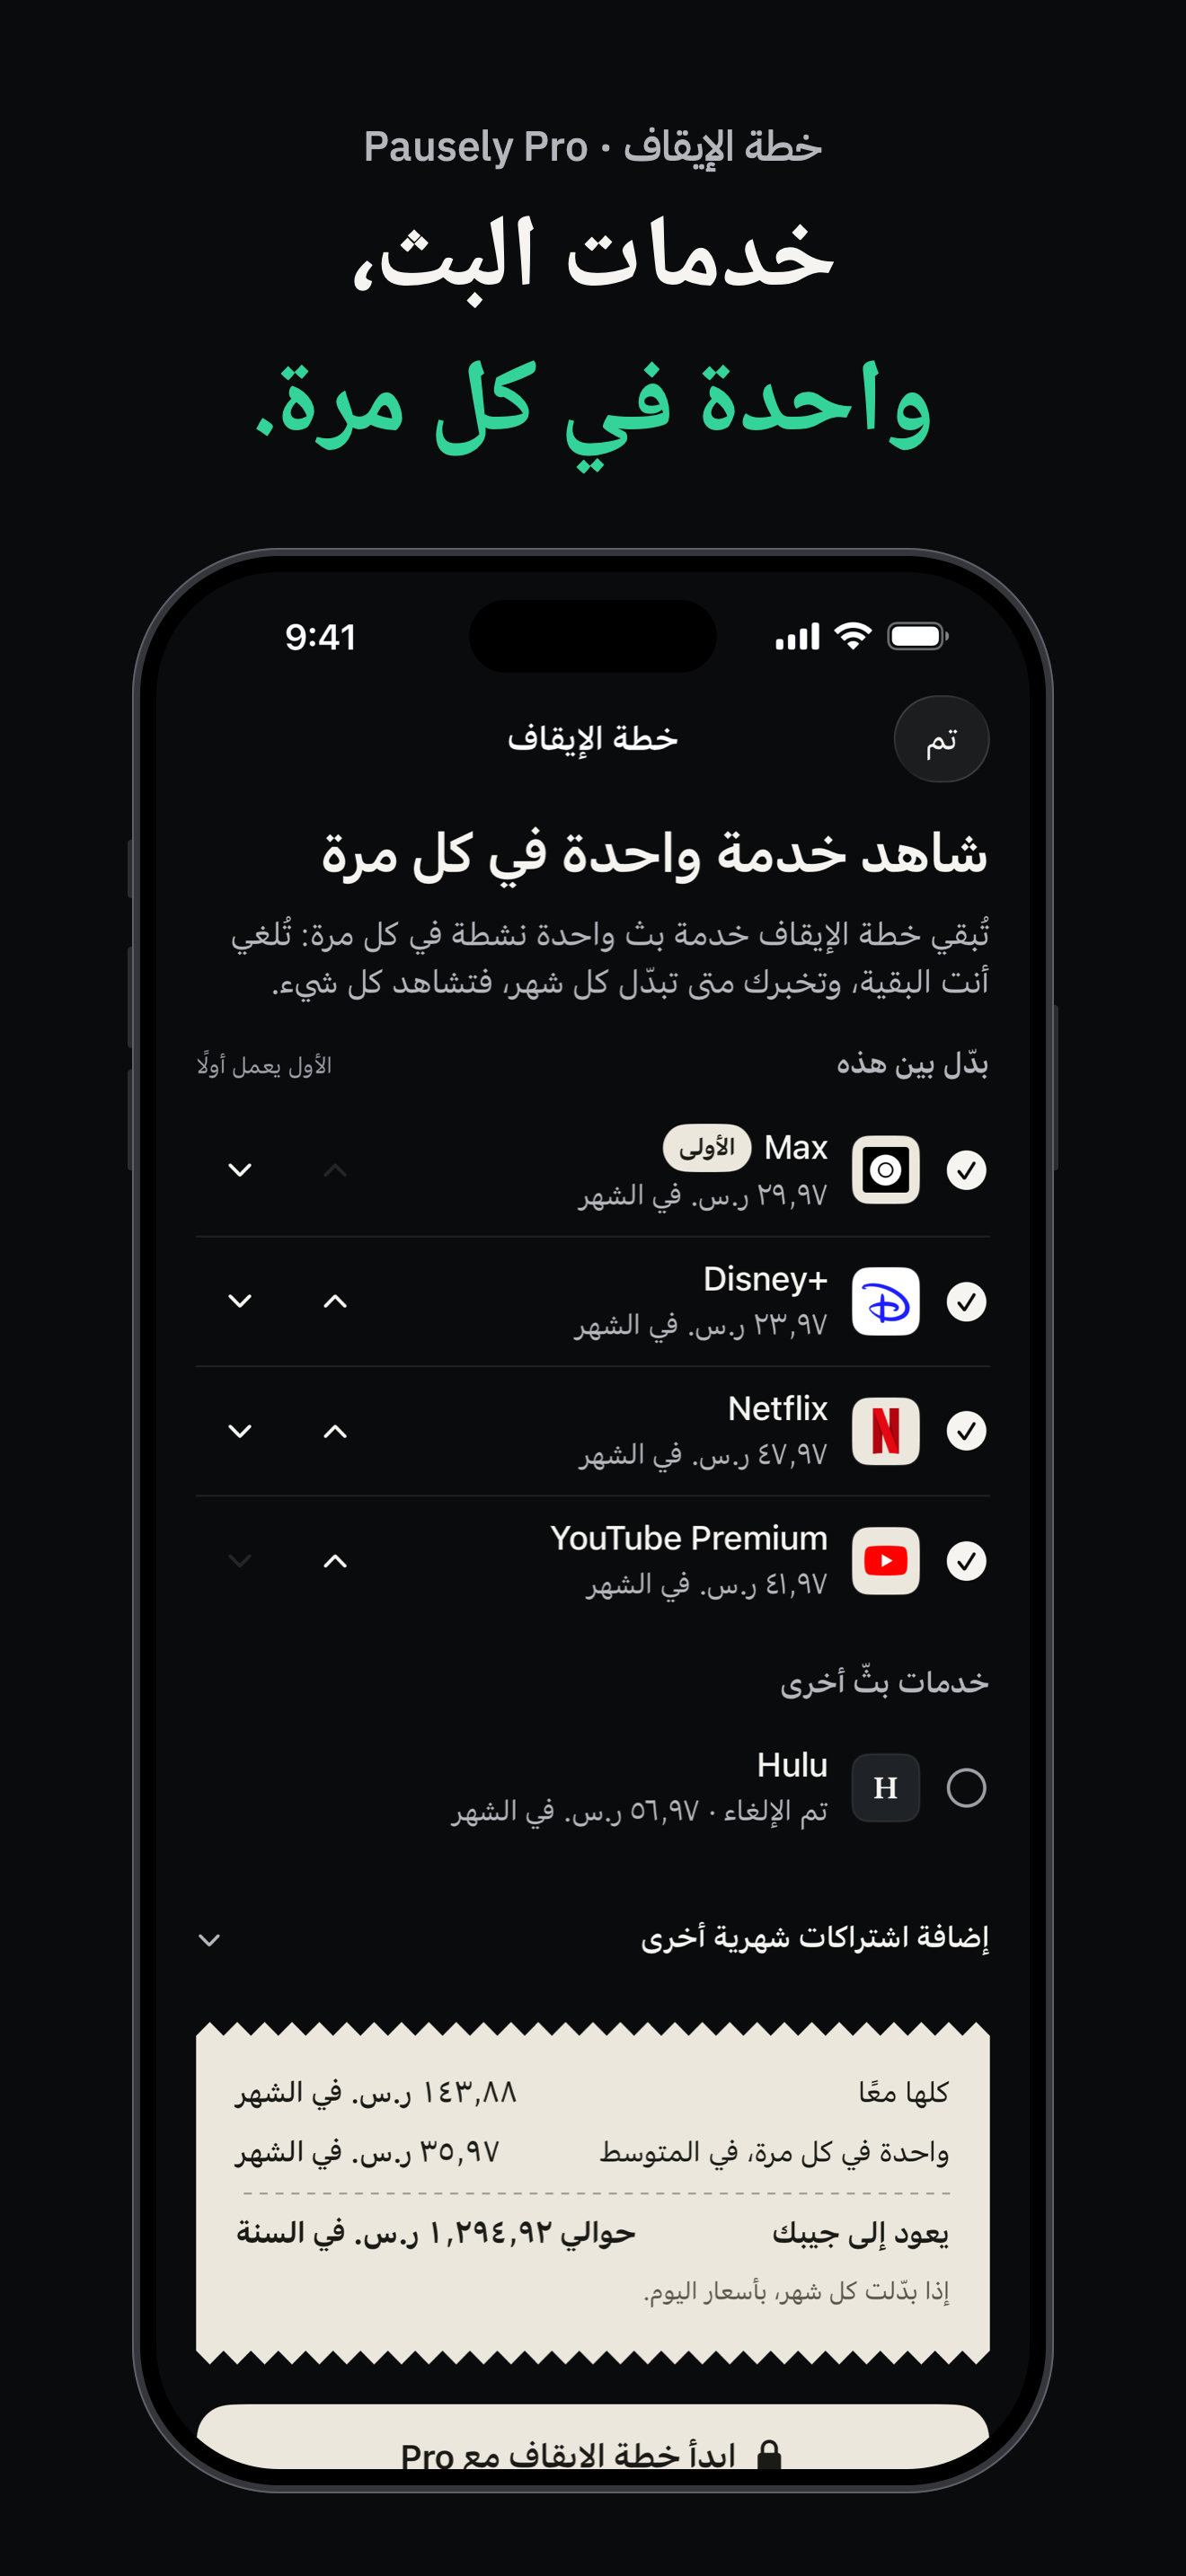 خطة الإيقاف · Pausely Pro
خدمات البث،
واحدة في كل مرة.
9:41
تم
خطة الإيقاف
شاهد خدمة واحدة في كل مرة
تُبقي خطة الإيقاف خدمة بث واحدة نشطة في كل مرة: تُلغي
أنت البقية، وتخبرك متى تبدّل كل شهر، فتشاهد كل شيء.
بدّل بين هذه
الأول يعمل أولًا
Max الأولى
٢٩,٩٧ ر.س. في الشهر
Disney+
٢٣,٩٧ ر.س. في الشهر
N
Netflix
٤٧,٩٧ ر.س. في الشهر
YouTube Premium
٤١,٩٧ ر.س. في الشهر
خدمات بثّ أخرى
H
Hulu
تم الإلغاء · ٥٦,٩٧ ر.س. في الشهر
إضافة اشتراكات شهرية أخرى
كلها معًا ١٤٣,٨٨ ر.س. في الشهر
واحدة في كل مرة، في المتوسط ٣٥,٩٧ ر.س. في الشهر
يعود إلى جيبك حوالي ١,٢٩٤,٩٢ ر.س. في السنة
إذا بدّلت كل شهر، بأسعار اليوم.
ابدأ خطة الإيقاف مع Pro